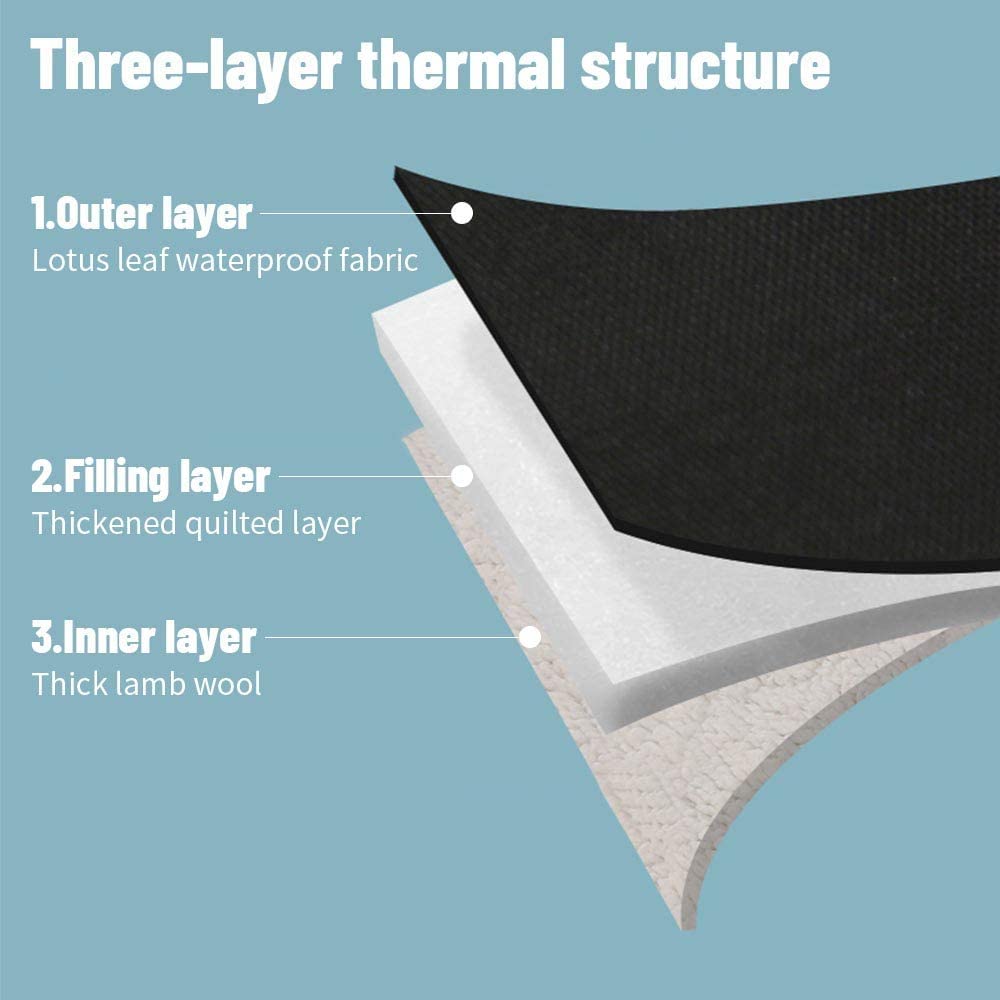 Three-layer thermal structure
1.Outer layer
Lotus leaf waterproof fabric
2.Filling layer
Thickened quilted layer
3.Inner layer
Thick lamb wool